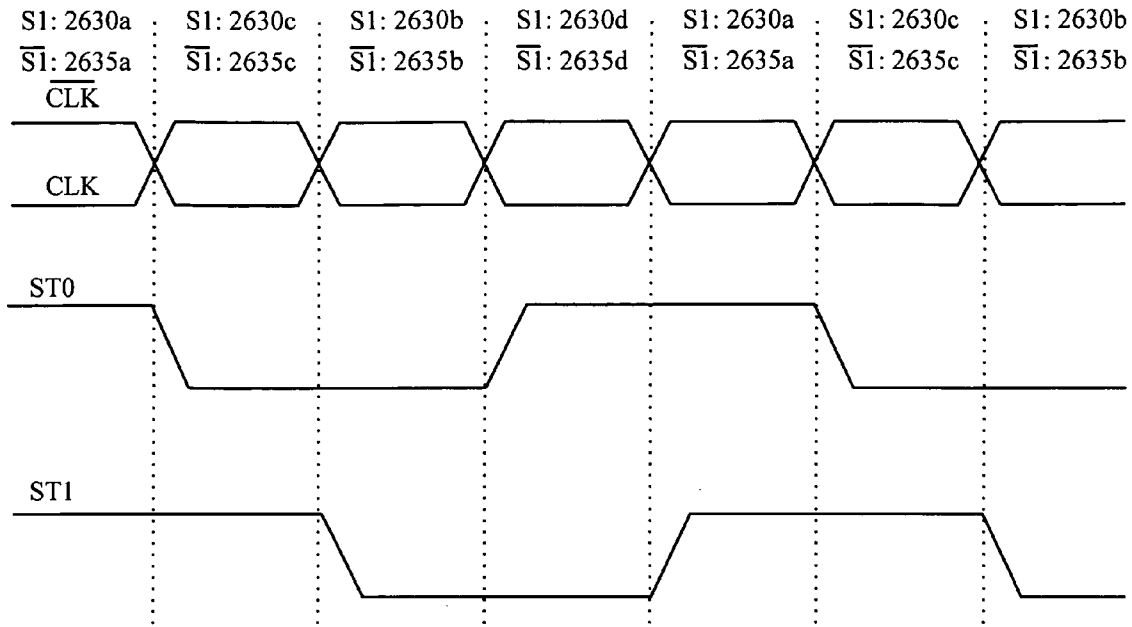 S1: 2630a S1: 2630c S1: 2630b S1: 2630d S1: 2630a S1: 2630c S1: 2630b
S̅1̅: 2635a S̅1̅: 2635c S̅1̅: 2635b S̅1̅: 2635d S̅1̅: 2635a S̅1̅: 2635c S̅1̅: 2635b
C̅L̅K̅
CLK
ST0
ST1